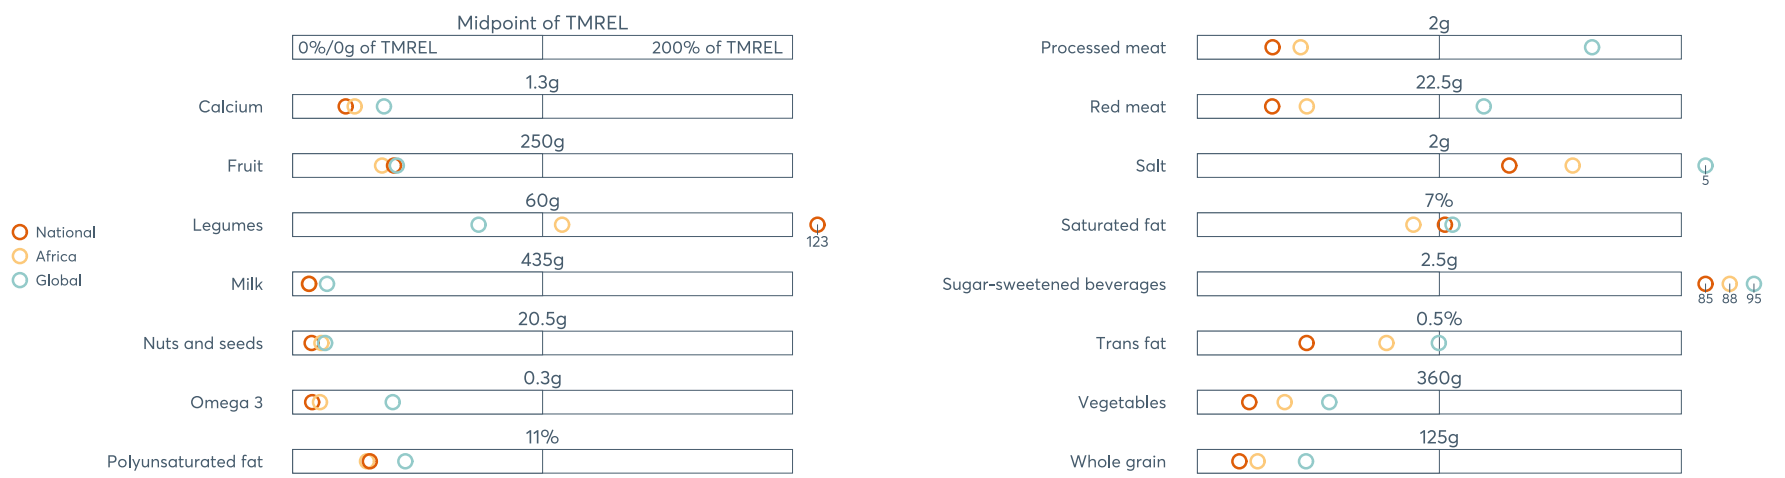 Midpoint of TMREL
0%/0g of TMREL 200% of TMREL
1.3g
Calcium
250g
Fruit
60g
Legumes
123
435g
Milk
20.5g
Nuts and seeds
0.3g
Omega 3
11%
Polyunsaturated fat
National
Africa
Global
2g
Processed meat
22.5g
Red meat
2g
Salt
5
7%
Saturated fat
2.5g
Sugar-sweetened beverages
85 88 95
0.5%
Trans fat
360g
Vegetables
125g
Whole grain